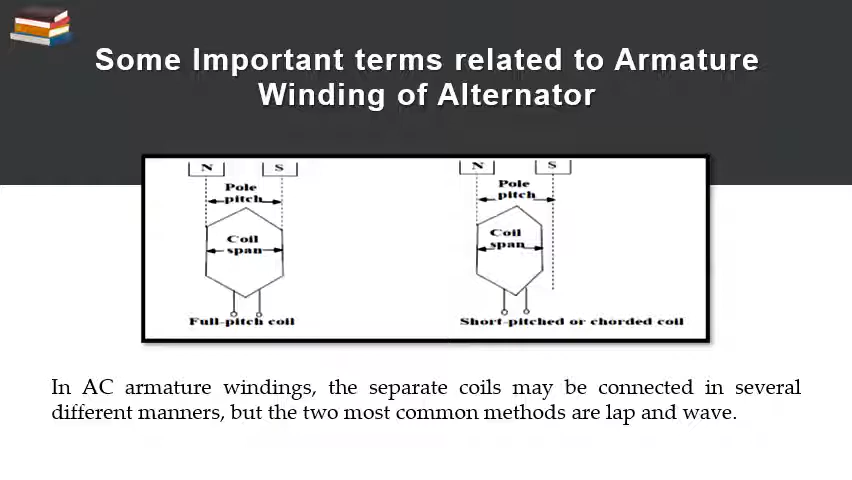 Some Important terms related to Armature
Winding of Alternator
N S N S
Pole
pitch
Pole
pitch
Coil
span
Coil
span
Full-pitch coil
Short-pitched or chorded coil
In AC armature windings, the separate coils may be connected in several
different manners, but the two most common methods are lap and wave.